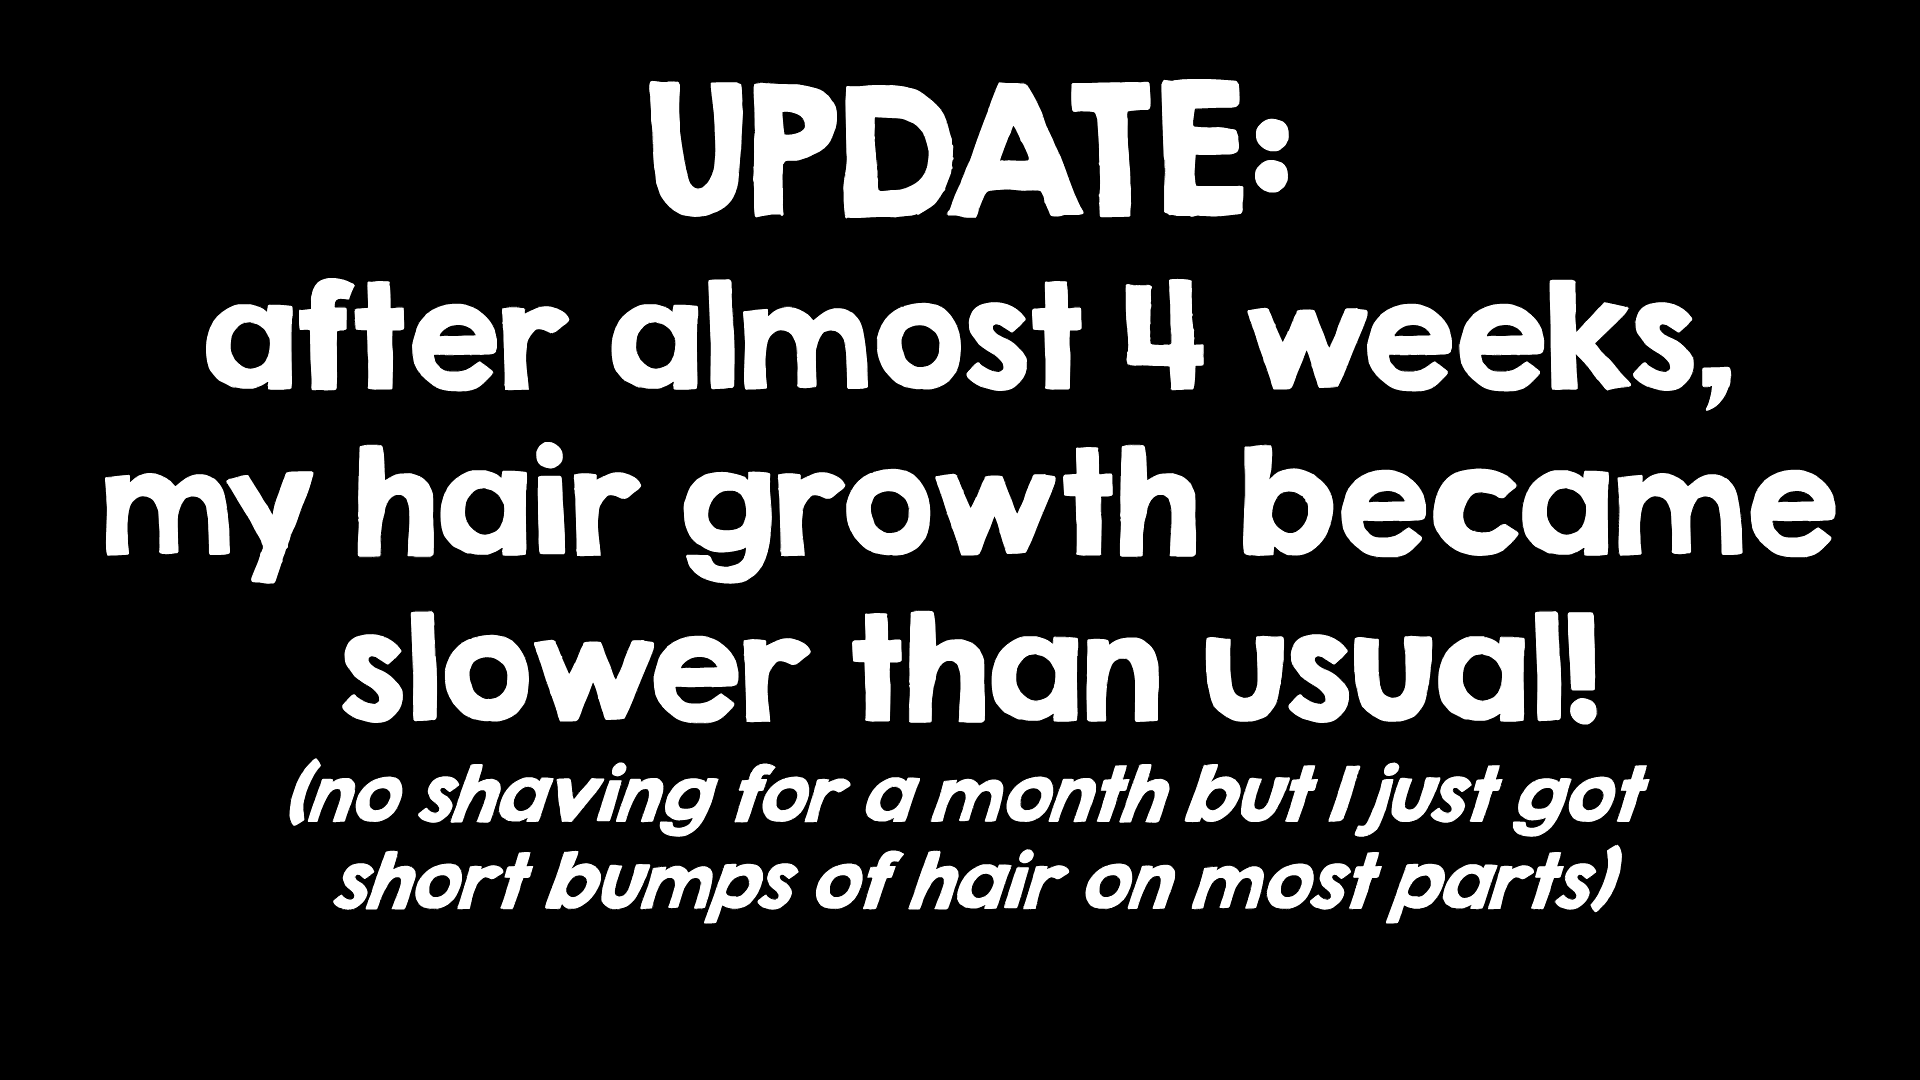 UPDATE:
after almost 4 weeks,
my hair growth became
slower than usual!
(no shaving for a month but I just got
short bumps of hair on most parts)